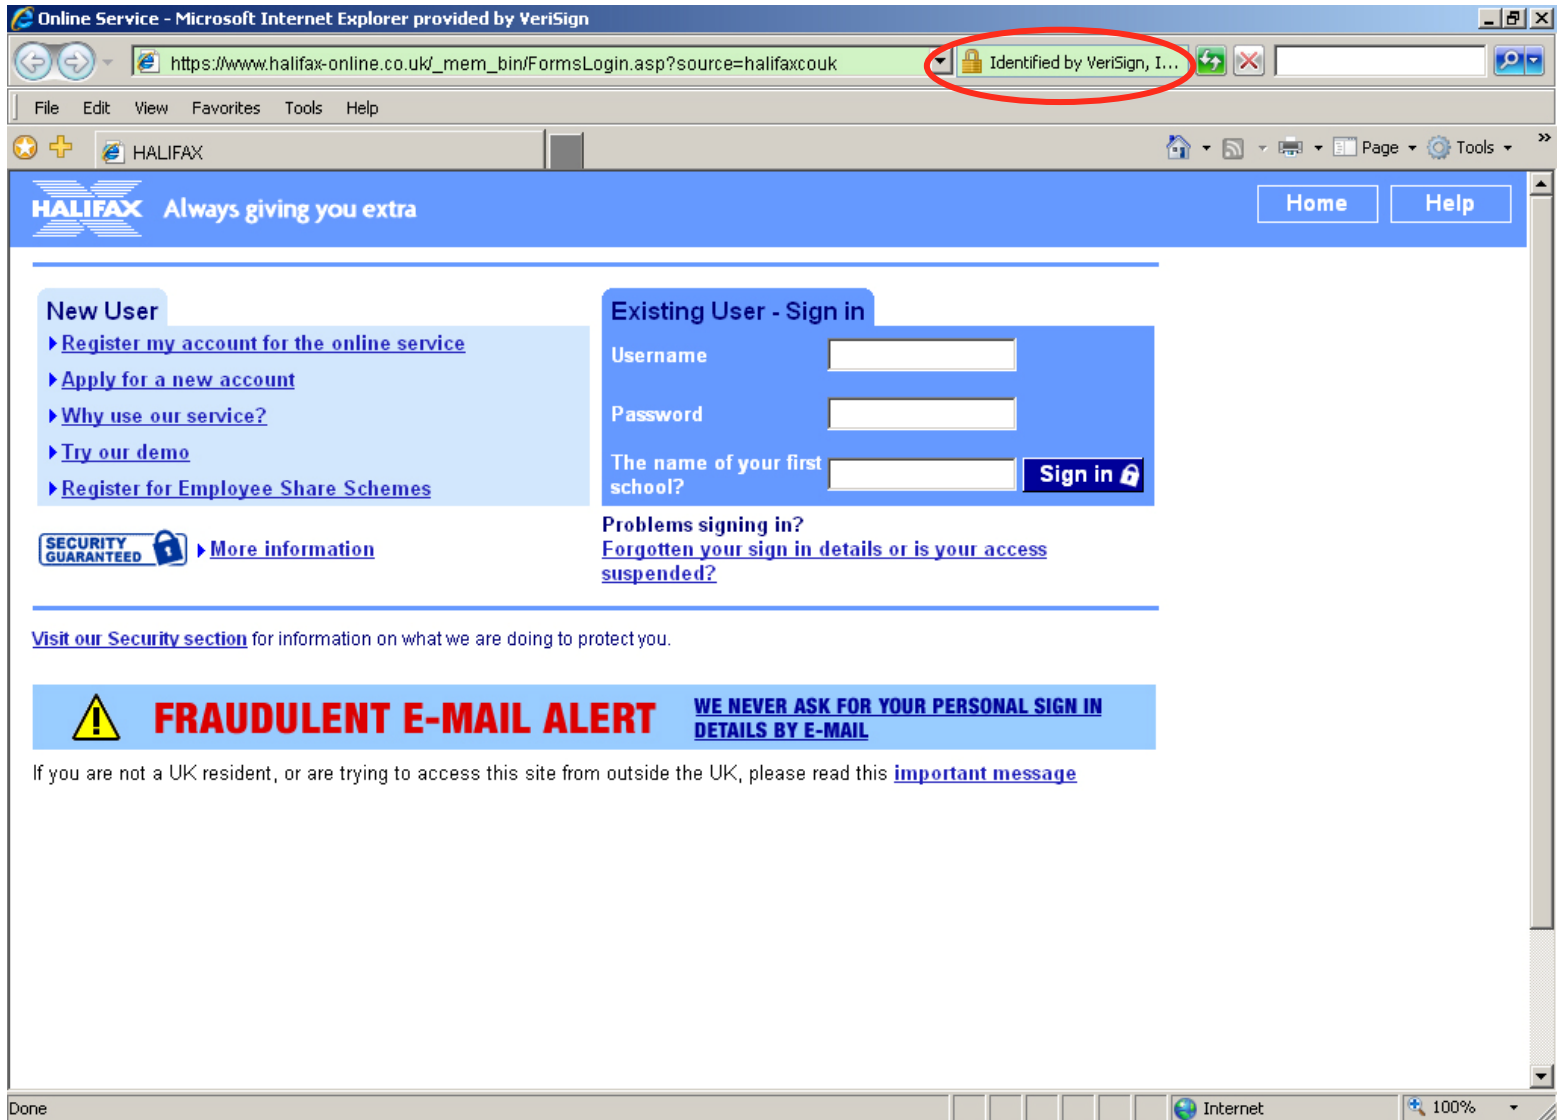 Online Service - Microsoft Internet Explorer provided by VeriSign
https://www.halifax-online.co.uk/_mem_bin/FormsLogin.asp?source=halifaxcouk
Identified by VeriSign, I...
File Edit View Favorites Tools Help
HALIFAX
Page Tools »
HALIFAX Always giving you extra
Home Help
New User
Register my account for the online service
Apply for a new account
Why use our service?
Try our demo
Register for Employee Share Schemes
SECURITY
GUARANTEED
More information
Existing User - Sign in
Username
Password
The name of your first
school?
Sign in
Problems signing in?
Forgotten your sign in details or is your access
suspended?
Visit our Security section for information on what we are doing to protect you.
FRAUDULENT E-MAIL ALERT
WE NEVER ASK FOR YOUR PERSONAL SIGN IN
DETAILS BY E-MAIL
If you are not a UK resident, or are trying to access this site from outside the UK, please read this important message
Done
Internet
100%